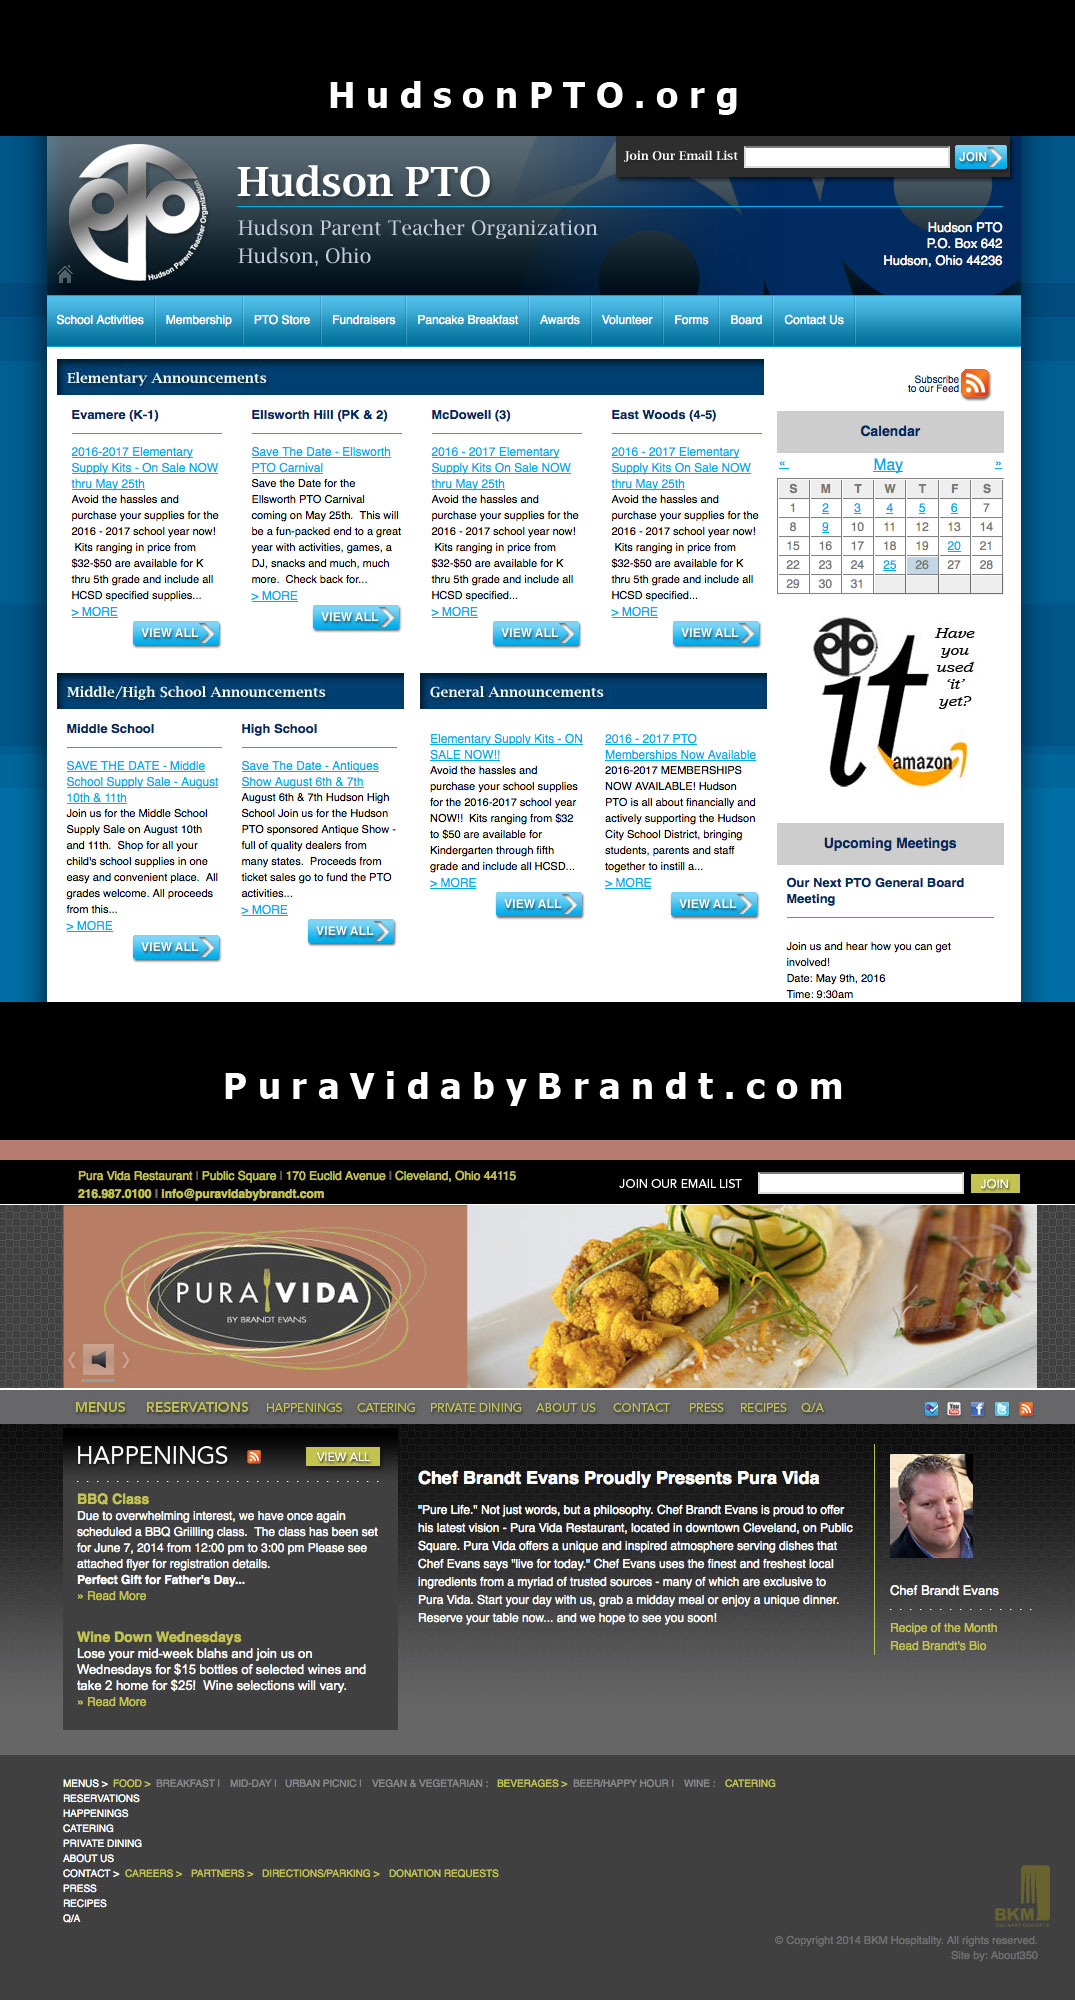 HudsonPTO.org
Join Our Email List
JOIN
Hudson PTO
Hudson Parent Teacher Organization
Hudson, Ohio
Hudson Parent Teacher Organization
Hudson PTO
P.O. Box 642
Hudson, Ohio 44236
School Activities Membership PTO Store Fundraisers Pancake Breakfast Awards Volunteer Forms Board Contact Us
Elementary Announcements
Evamere (K-1)
2016-2017 Elementary
Supply Kits - On Sale NOW
thru May 25th
Avoid the hassles and
purchase your supplies for the
2016 - 2017 school year now!
Kits ranging in price from
$32-$50 are available for K
thru 5th grade and include all
HCSD specified supplies...
> MORE
VIEW ALL
Ellsworth Hill (PK & 2)
Save The Date - Ellsworth
PTO Carnival
Save the Date for the
Ellsworth PTO Carnival
coming on May 25th. This will
be a fun-packed end to a great
year with activities, games, a
DJ, snacks and much, much
more. Check back for...
> MORE
VIEW ALL
McDowell (3)
2016 - 2017 Elementary
Supply Kits On Sale NOW
thru May 25th
Avoid the hassles and
purchase your supplies for the
2016 - 2017 school year now!
Kits ranging in price from
$32-$50 are available for K
thru 5th grade and include all
HCSD specified...
> MORE
VIEW ALL
East Woods (4-5)
2016 - 2017 Elementary
Supply Kits On Sale NOW
thru May 25th
Avoid the hassles and
purchase your supplies for the
2016 - 2017 school year now!
Kits ranging in price from
$32-$50 are available for K
thru 5th grade and include all
HCSD specified...
> MORE
VIEW ALL
Subscribe
to our Feed
Calendar
« May »
S M T W T F S
1 2 3 4 5 6 7
8 9 10 11 12 13 14
15 16 17 18 19 20 21
22 23 24 25 26 27 28
29 30 31
pto
it
Have
you
used
'it'
yet?
amazon
Middle/High School Announcements
Middle School
SAVE THE DATE - Middle
School Supply Sale - August
10th & 11th
Join us for the Middle School
Supply Sale on August 10th
and 11th. Shop for all your
child's school supplies in one
easy and convenient place. All
grades welcome. All proceeds
from this...
> MORE
VIEW ALL
High School
Save The Date - Antiques
Show August 6th & 7th
August 6th & 7th Hudson High
School Join us for the Hudson
PTO sponsored Antique Show -
full of quality dealers from
many states. Proceeds from
ticket sales go to fund the PTO
activities...
> MORE
VIEW ALL
General Announcements
Elementary Supply Kits - ON
SALE NOW!!
Avoid the hassles and
purchase your school supplies
for the 2016-2017 school year
NOW!! Kits ranging from $32
to $50 are available for
Kindergarten through fifth
grade and include all HCSD...
> MORE
VIEW ALL
2016 - 2017 PTO
Memberships Now Available
2016-2017 MEMBERSHIPS
NOW AVAILABLE! Hudson
PTO is all about financially and
actively supporting the Hudson
City School District, bringing
students, parents and staff
together to instill a...
> MORE
VIEW ALL
Upcoming Meetings
Our Next PTO General Board
Meeting
Join us and hear how you can get
involved!
Date: May 9th, 2016
Time: 9:30am
PuraVidabyBrandt.com
Pura Vida Restaurant | Public Square | 170 Euclid Avenue | Cleveland, Ohio 44115
216.987.0100 | info@puravidabybrandt.com
JOIN OUR EMAIL LIST
JOIN
PURA VIDA
BY BRANDT EVANS
MENUS RESERVATIONS HAPPENINGS CATERING PRIVATE DINING ABOUT US CONTACT PRESS RECIPES Q/A
HAPPENINGS
VIEW ALL
BBQ Class
Due to overwhelming interest, we have once again
scheduled a BBQ Griilling class. The class has been set
for June 7, 2014 from 12:00 pm to 3:00 pm Please see
attached flyer for registration details.
Perfect Gift for Father's Day...
» Read More
Wine Down Wednesdays
Lose your mid-week blahs and join us on
Wednesdays for $15 bottles of selected wines and
take 2 home for $25! Wine selections will vary.
» Read More
Chef Brandt Evans Proudly Presents Pura Vida
"Pure Life." Not just words, but a philosophy. Chef Brandt Evans is proud to offer
his latest vision - Pura Vida Restaurant, located in downtown Cleveland, on Public
Square. Pura Vida offers a unique and inspired atmosphere serving dishes that
Chef Evans says "live for today." Chef Evans uses the finest and freshest local
ingredients from a myriad of trusted sources - many of which are exclusive to
Pura Vida. Start your day with us, grab a midday meal or enjoy a unique dinner.
Reserve your table now... and we hope to see you soon!
Chef Brandt Evans
Recipe of the Month
Read Brandt's Bio
MENUS > FOOD > BREAKFAST | MID-DAY | URBAN PICNIC | VEGAN & VEGETARIAN : BEVERAGES > BEER/HAPPY HOUR | WINE : CATERING
RESERVATIONS
HAPPENINGS
CATERING
PRIVATE DINING
ABOUT US
CONTACT > CAREERS > PARTNERS > DIRECTIONS/PARKING > DONATION REQUESTS
PRESS
RECIPES
Q/A
BKM
© Copyright 2014 BKM Hospitality. All rights reserved.
Site by: About350